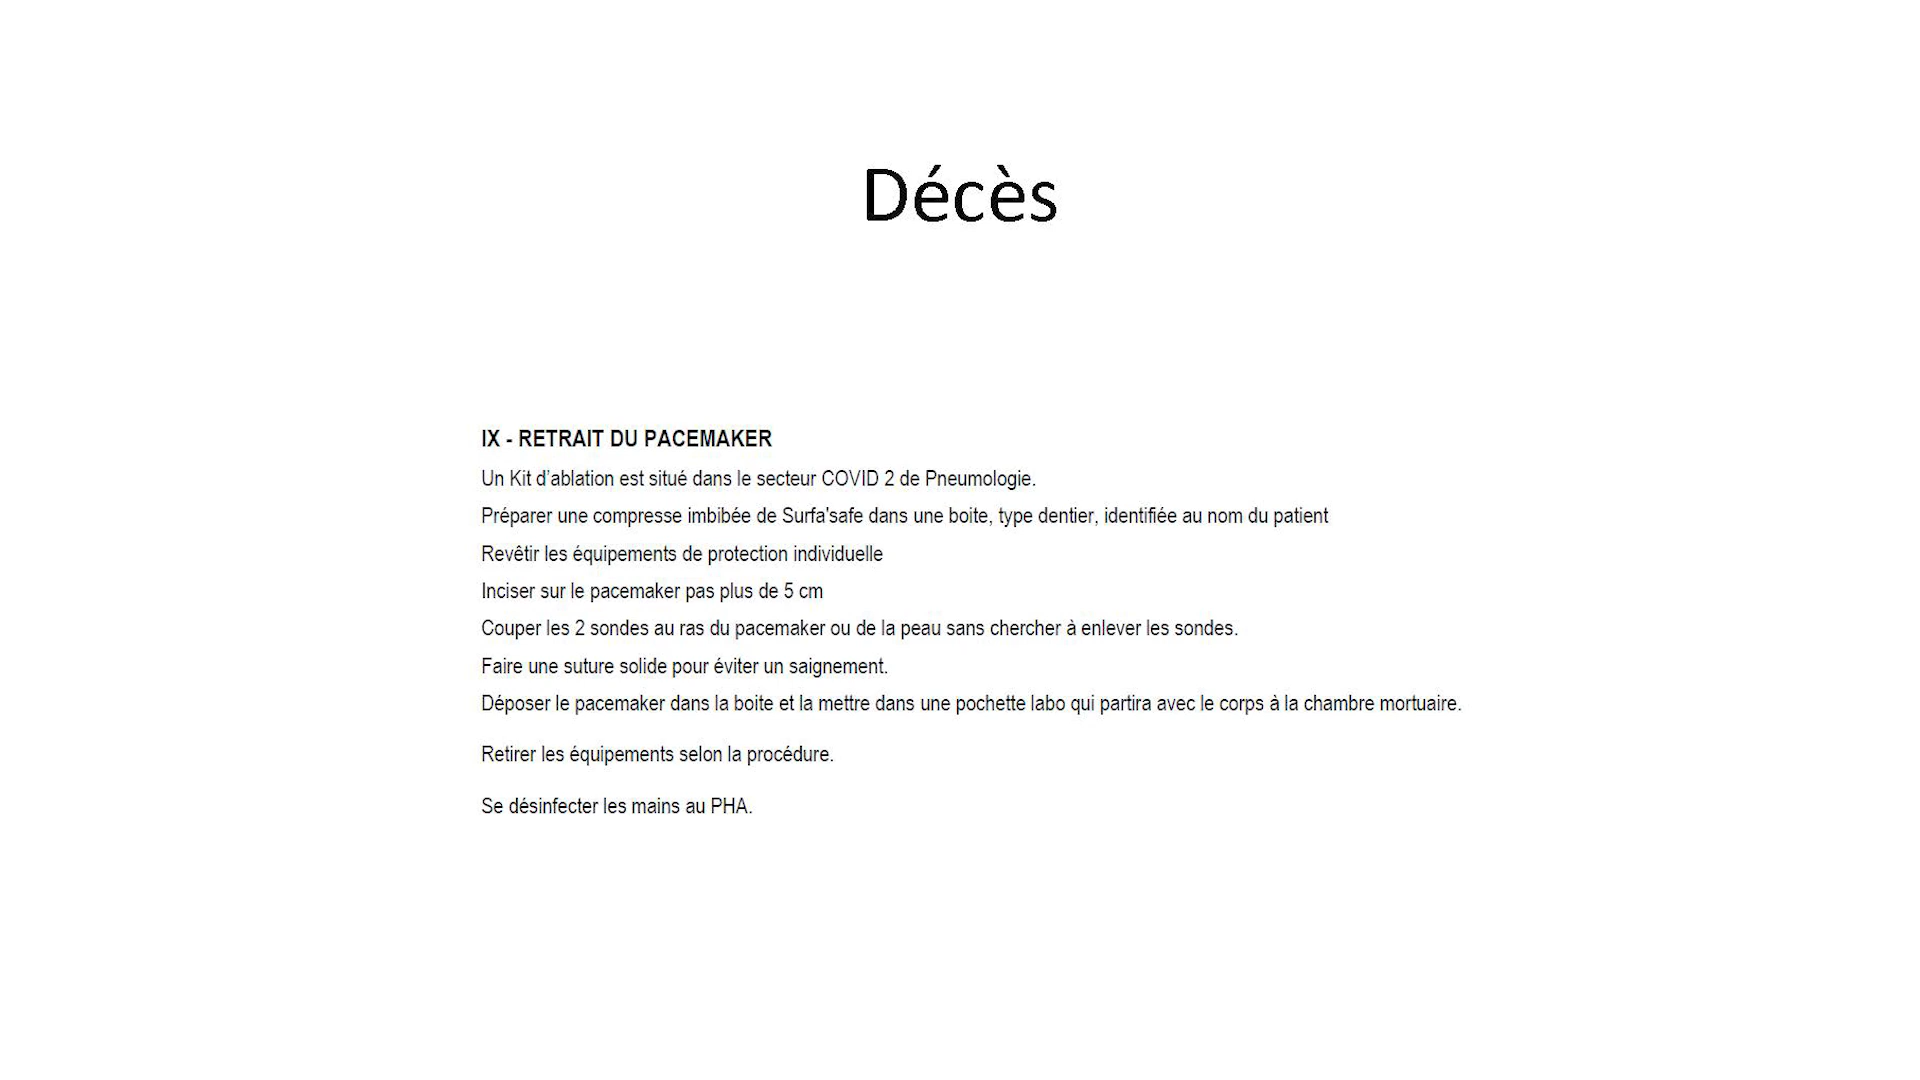 Décès
IX - RETRAIT DU PACEMAKER
Un Kit d’ablation est situé dans le secteur COVID 2 de Pneumologie.
Préparer une compresse imbibée de Surfa'safe dans une boite, type dentier, identifiée au nom du patient
Revêtir les équipements de protection individuelle
Inciser sur le pacemaker pas plus de 5 cm
Couper les 2 sondes au ras du pacemaker ou de la peau sans chercher à enlever les sondes.
Faire une suture solide pour éviter un saignement.
Déposer le pacemaker dans la boite et la mettre dans une pochette labo qui partira avec le corps à la chambre mortuaire.
Retirer les équipements selon la procédure.
Se désinfecter les mains au PHA.